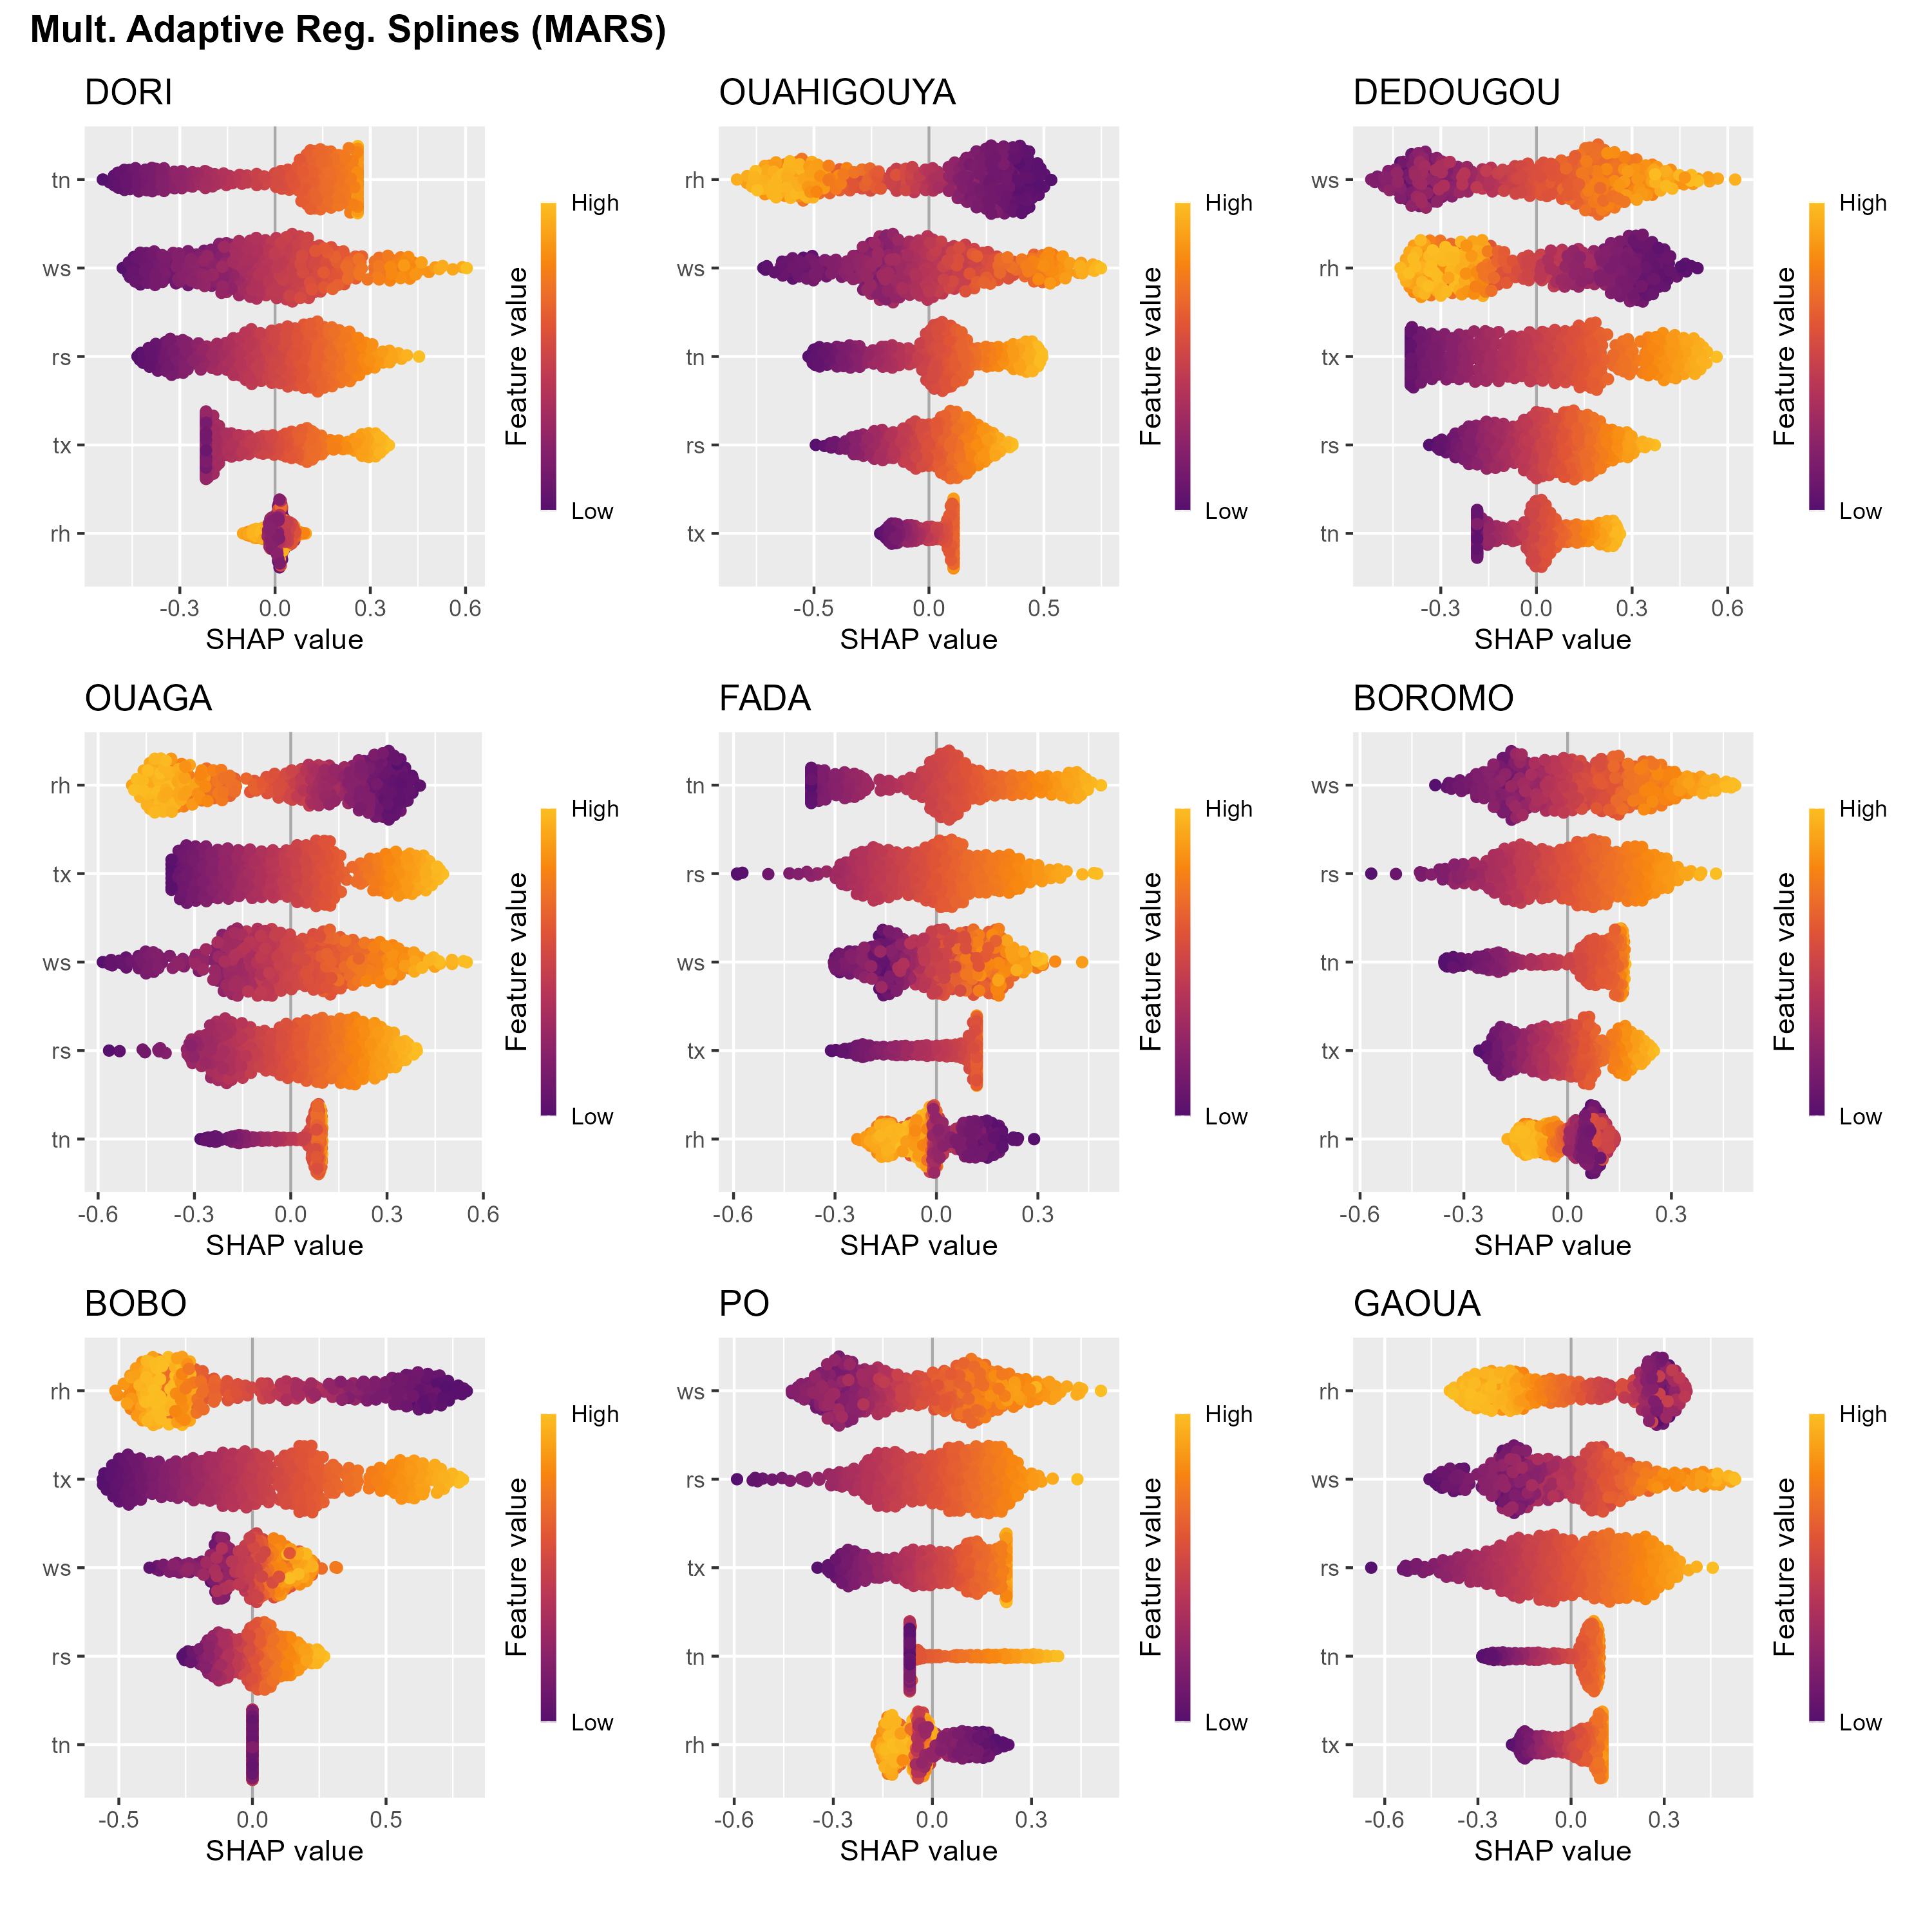 Mult. Adaptive Reg. Splines (MARS)
DORI
tn
ws
rs
tx
rh
-0.3 0.0 0.3 0.6
SHAP value
High
Low
Feature value
OUAHIGOUYA
rh
ws
tn
rs
tx
-0.5 0.0 0.5
SHAP value
High
Low
Feature value
DEDOUGOU
ws
rh
tx
rs
tn
-0.3 0.0 0.3 0.6
SHAP value
High
Low
Feature value
OUAGA
rh
tx
ws
rs
tn
-0.6 -0.3 0.0 0.3 0.6
SHAP value
High
Low
Feature value
FADA
tn
rs
ws
tx
rh
-0.6 -0.3 0.0 0.3
SHAP value
High
Low
Feature value
BOROMO
ws
rs
tn
tx
rh
-0.6 -0.3 0.0 0.3
SHAP value
High
Low
Feature value
BOBO
rh
tx
ws
rs
tn
-0.5 0.0 0.5
SHAP value
High
Low
Feature value
PO
ws
rs
tx
tn
rh
-0.6 -0.3 0.0 0.3
SHAP value
High
Low
Feature value
GAOUA
rh
ws
rs
tn
tx
-0.6 -0.3 0.0 0.3
SHAP value
High
Low
Feature value